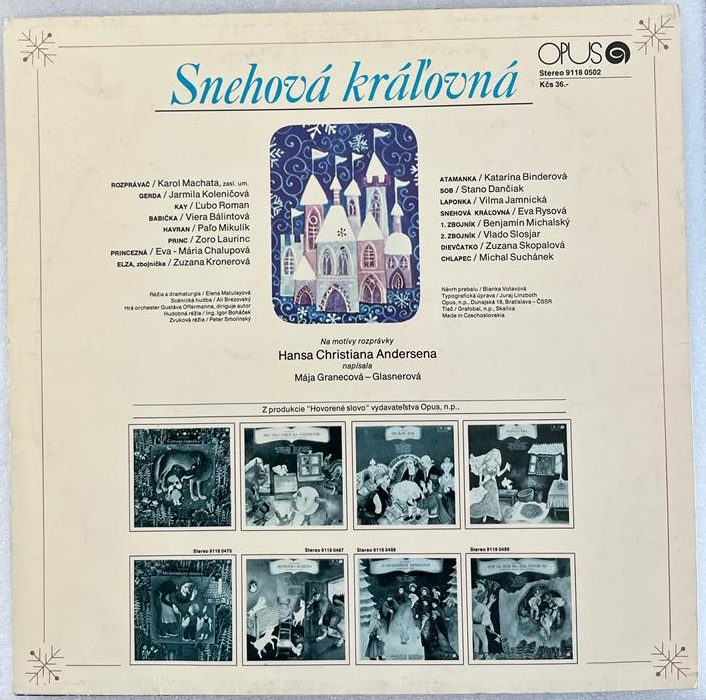 OPUS
Stereo 9118 0502
Kčs 36.-
Snehová kráľovná
ROZPRÁVAČ / Karol Machata, zasl. um.
GERDA / Jarmila Koleničová
KAY / Ľubo Roman
BABIČKA / Viera Bálintová
HAVRAN / Paľo Mikulík
PRINC / Zoro Laurinc
PRINCEZNÁ / Eva - Mária Chalupová
ELZA, zbojníčka / Zuzana Kronerová
ATAMANKA / Katarína Binderová
SOB / Stano Dančiak
LAPONKA / Vilma Jamnická
SNEHOVÁ KRÁĽOVNÁ / Eva Rysová
1. ZBOJNÍK / Benjamín Michalský
2. ZBOJNÍK / Vlado Slosjar
DIEVČATKO / Zuzana Skopalová
CHLAPEC / Michal Suchánek
Réžia a dramaturgia / Elena Matulayová
Scénická hudba / Ali Brezovský
Hrá orchester Gustáva Offermanna, diriguje autor
Hudobná réžia / Ing. Igor Boháček
Zvuková réžia / Peter Smolinský
Návrh prebalu / Blanka Votavová
Typografická úprava / Juraj Linzboth
Opus, n.p., Dunajská 18, Bratislava – ČSSR
Tlač / Grafobal, n.p., Skalica
Made in Czechoslovakia
Na motívy rozprávky
Hansa Christiana Andersena
napísala
Mája Granecová – Glasnerová
Z produkcie "Hovorené slovo" vydavateľstva Opus, n.p.,
Stereo 9118 0470
Stereo 9118 0487
Stereo 9118 0488
Stereo 9118 0489